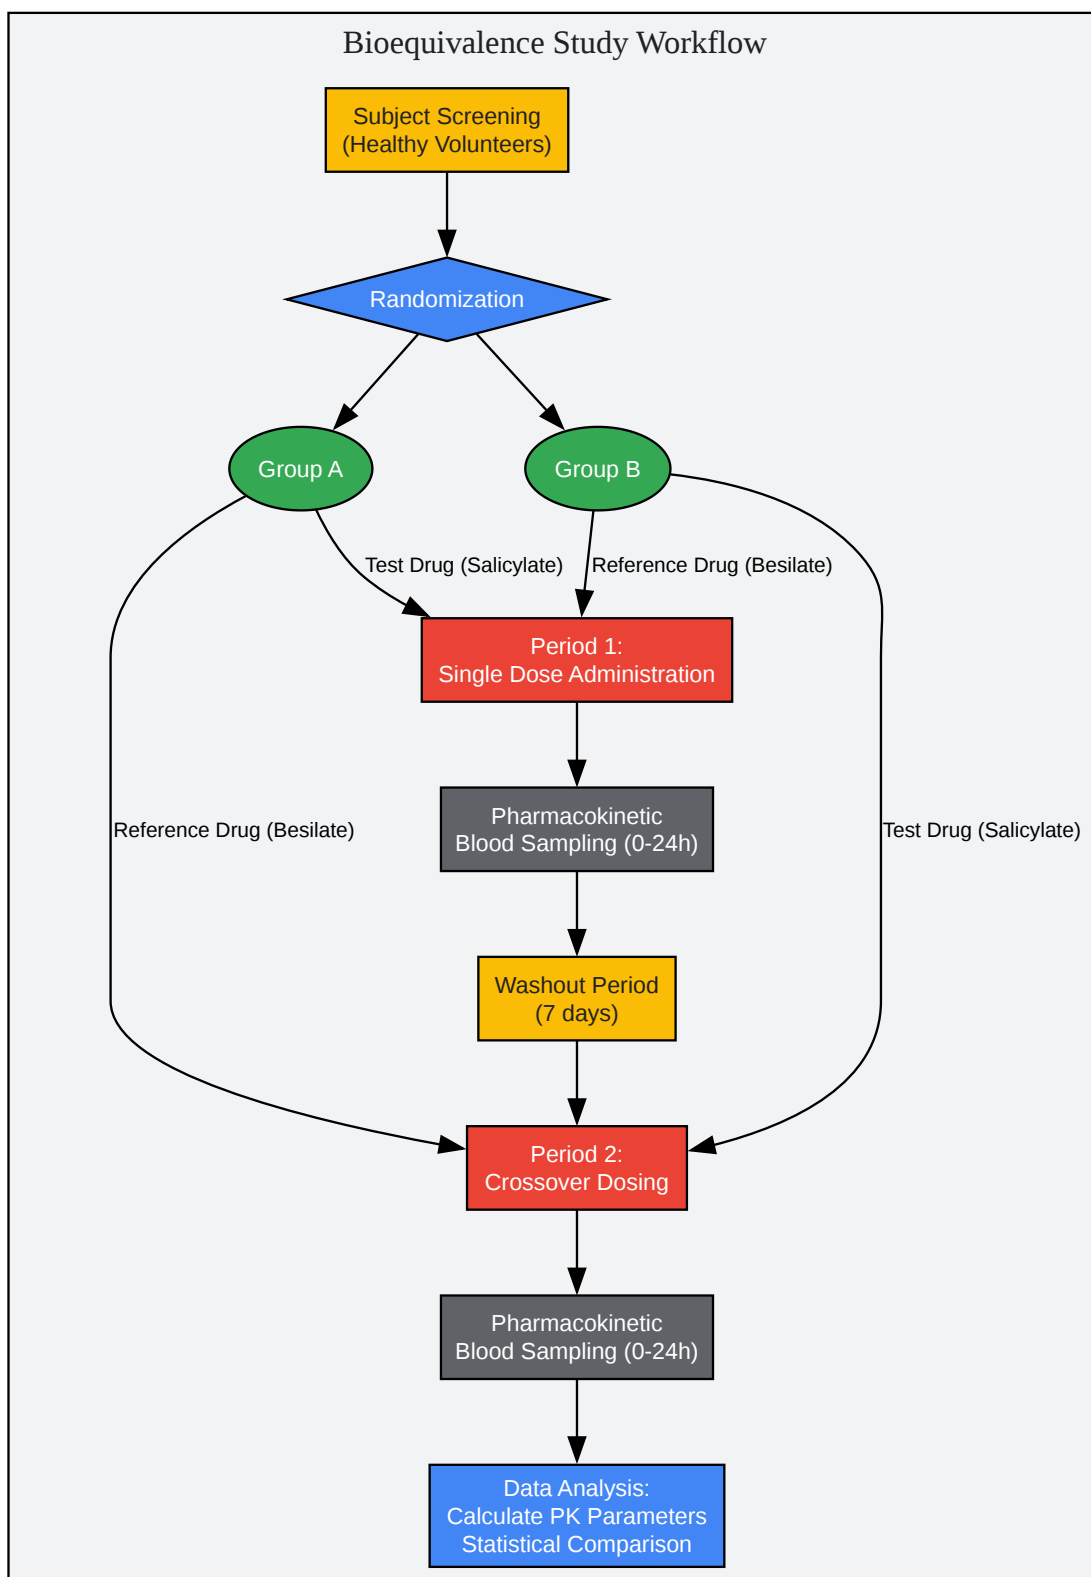 Bioequivalence Study Workflow
Subject Screening
(Healthy Volunteers)
Randomization
Group A
Group B
Test Drug (Salicylate)
Reference Drug (Besilate)
Period 1:
Single Dose Administration
Pharmacokinetic
Blood Sampling (0-24h)
Reference Drug (Besilate)
Test Drug (Salicylate)
Washout Period
(7 days)
Period 2:
Crossover Dosing
Pharmacokinetic
Blood Sampling (0-24h)
Data Analysis:
Calculate PK Parameters
Statistical Comparison